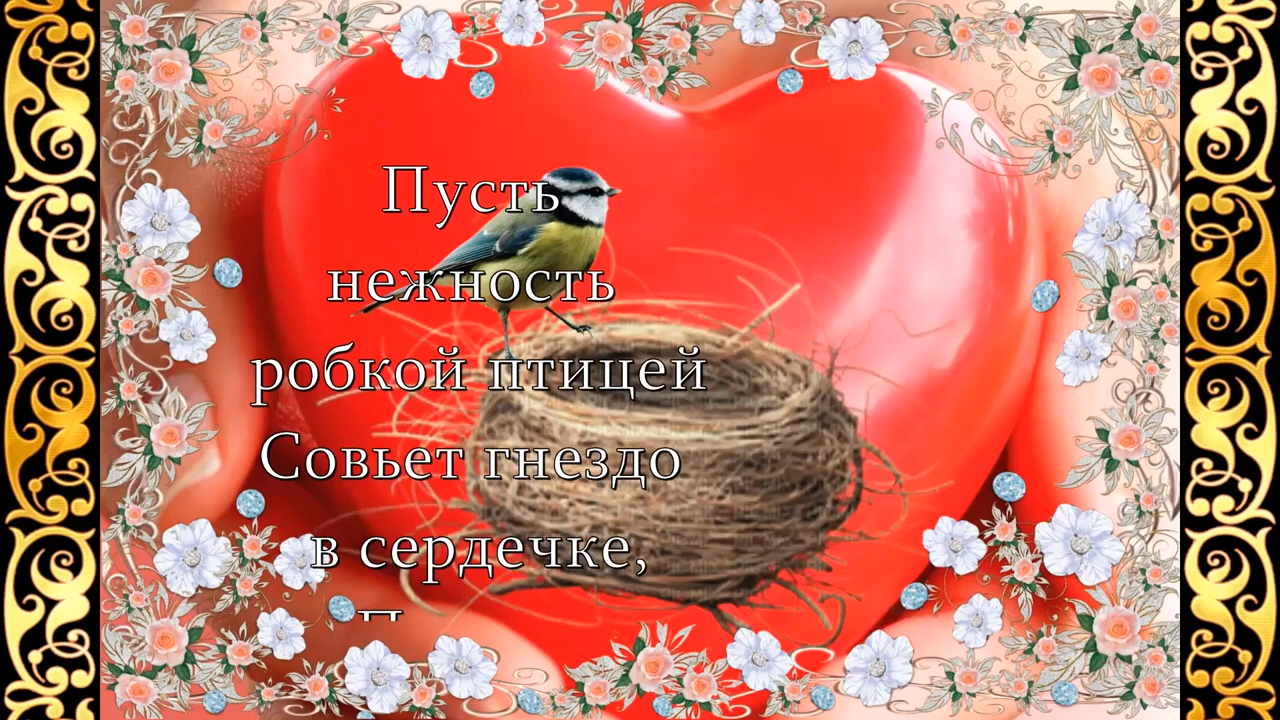 Пусть
нежность
робкой птицей
Совьет гнездо
в сердечке,